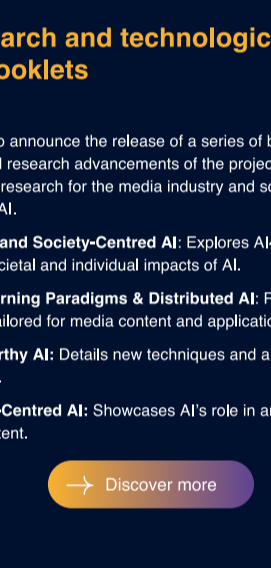 arch and technologic
ooklets
o announce the release of a series of b
research advancements of the projec
research for the media industry and so
AI.
and Society-Centred AI: Explores AI
cietal and individual impacts of AI.
rning Paradigms & Distributed AI: F
ailored for media content and applicatio
rthy AI: Details new techniques and a
.
-Centred AI: Showcases AI's role in a
tent.
Discover more